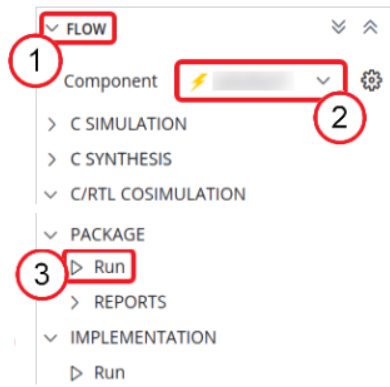 FLOW
1
Component
2
C SIMULATION
C SYNTHESIS
C/RTL COSIMULATION
PACKAGE
3 Run
REPORTS
IMPLEMENTATION
Run